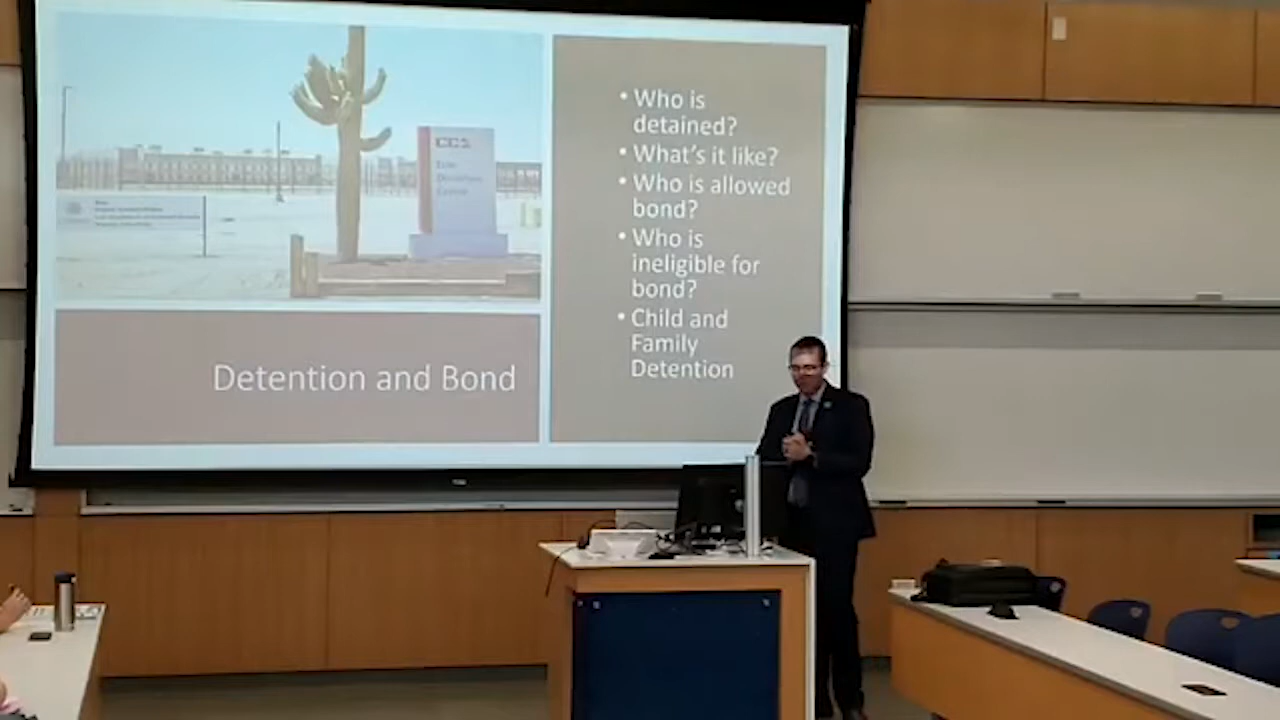 CCA
Detention and Bond
• Who is
detained?
• What's it like?
• Who is allowed
bond?
• Who is
ineligible for
bond?
• Child and
Family
Detention